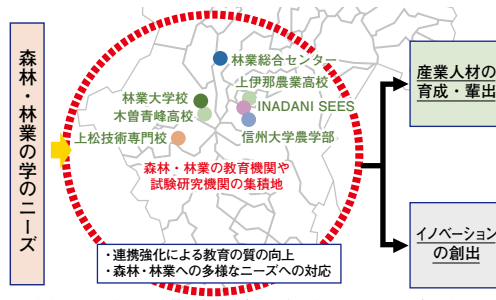 森林・林業の学のニーズ
林業総合センター
上伊那農業高校
林業大学校
INADANI SEES
木曽青峰高校
信州大学農学部
上松技術専門校
森林・林業の教育機関や
試験研究機関の集積地
・連携強化による教育の質の向上
・森林・林業への多様なニーズへの対応
産業人材の
育成・輩出
イノベーション
の創出